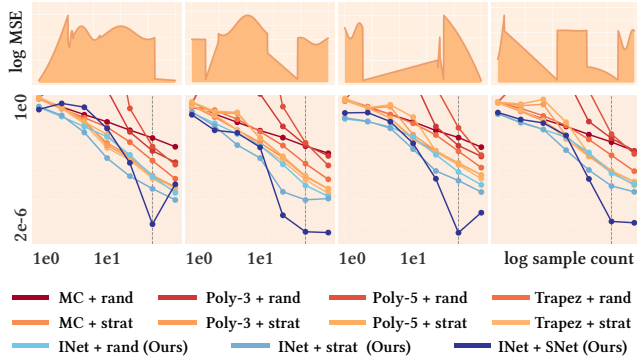 log MSE
1e0
2e-6
1e0 1e1 1e0 1e1 1e0 1e1 log sample count
MC + rand Poly-3 + rand Poly-5 + rand Trapez + rand
MC + strat Poly-3 + strat Poly-5 + strat Trapez + strat
INet + rand (Ours) INet + strat (Ours) INet + SNet (Ours)